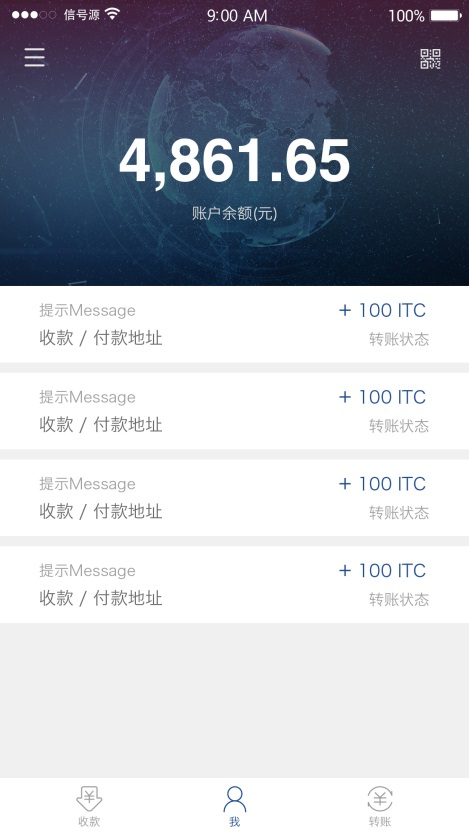 信号源 9:00 AM 100%
4,861.65
账户余额(元)
提示Message + 100 ITC
收款 / 付款地址 转账状态
提示Message + 100 ITC
收款 / 付款地址 转账状态
提示Message + 100 ITC
收款 / 付款地址 转账状态
提示Message + 100 ITC
收款 / 付款地址 转账状态
收款 我 转账